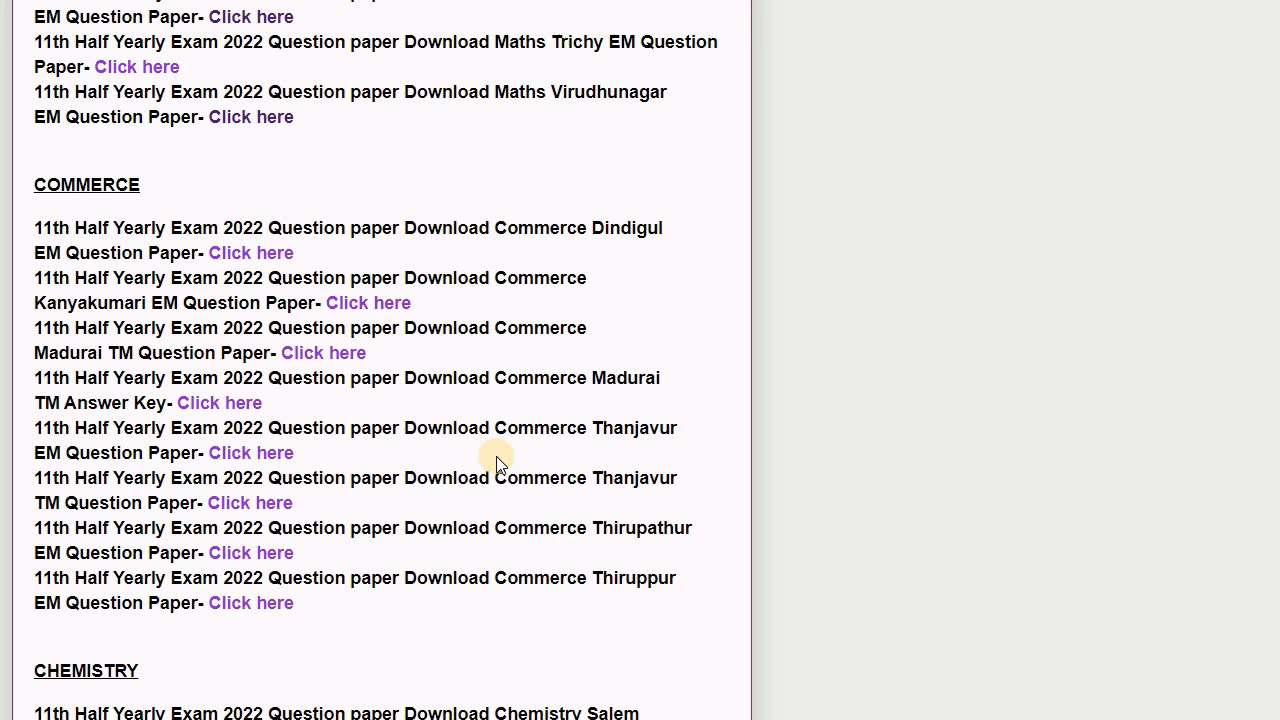 EM Question Paper- Click here
11th Half Yearly Exam 2022 Question paper Download Maths Trichy EM Question
Paper- Click here
11th Half Yearly Exam 2022 Question paper Download Maths Virudhunagar
EM Question Paper- Click here
COMMERCE
11th Half Yearly Exam 2022 Question paper Download Commerce Dindigul
EM Question Paper- Click here
11th Half Yearly Exam 2022 Question paper Download Commerce
Kanyakumari EM Question Paper- Click here
11th Half Yearly Exam 2022 Question paper Download Commerce
Madurai TM Question Paper- Click here
11th Half Yearly Exam 2022 Question paper Download Commerce Madurai
TM Answer Key- Click here
11th Half Yearly Exam 2022 Question paper Download Commerce Thanjavur
EM Question Paper- Click here
11th Half Yearly Exam 2022 Question paper Download Commerce Thanjavur
TM Question Paper- Click here
11th Half Yearly Exam 2022 Question paper Download Commerce Thirupathur
EM Question Paper- Click here
11th Half Yearly Exam 2022 Question paper Download Commerce Thiruppur
EM Question Paper- Click here
CHEMISTRY
11th Half Yearly Exam 2022 Question paper Download Chemistry Salem